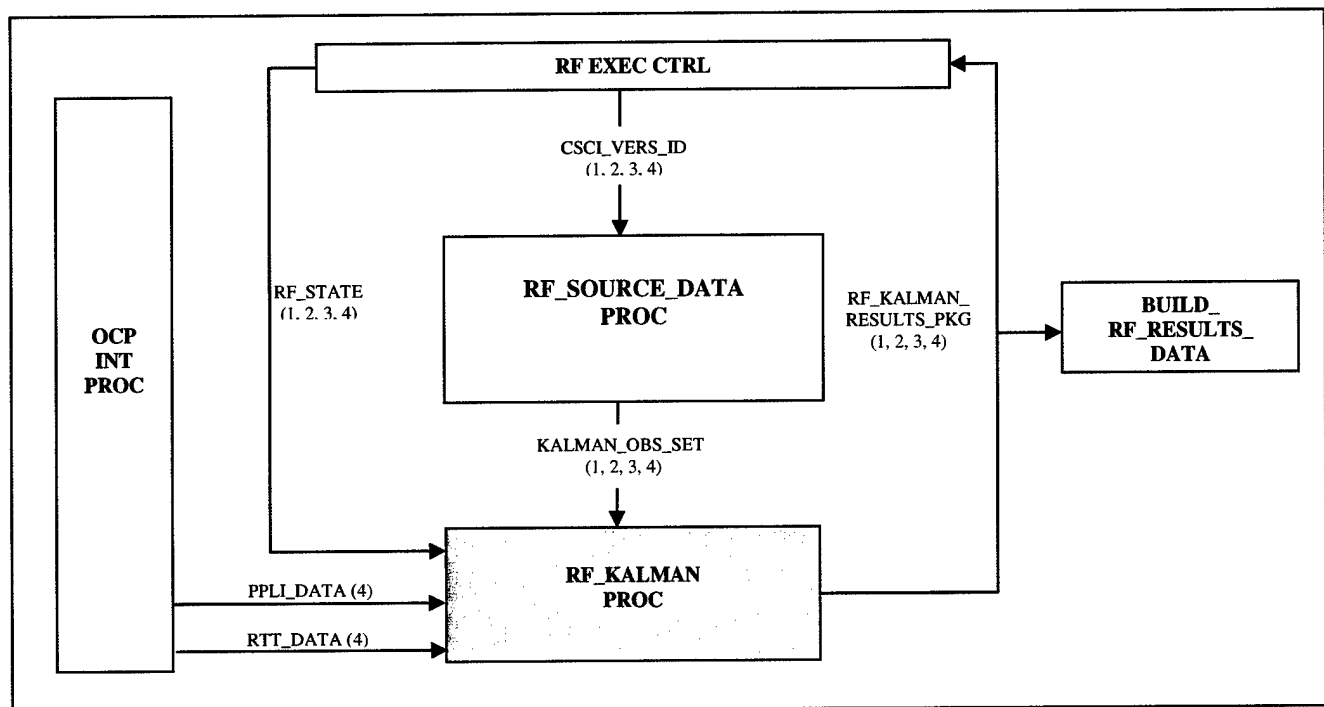 RF EXEC CTRL
CSCI_VERS_ID
(1, 2, 3, 4)
RF_SOURCE_DATA
PROC
RF_STATE
(1, 2, 3, 4)
RF_KALMAN_
RESULTS_PKG
(1, 2, 3, 4)
BUILD_
RF_RESULTS_
DATA
OCP
INT
PROC
KALMAN_OBS_SET
(1, 2, 3, 4)
RF_KALMAN
PROC
PPLI_DATA (4)
RTT_DATA (4)